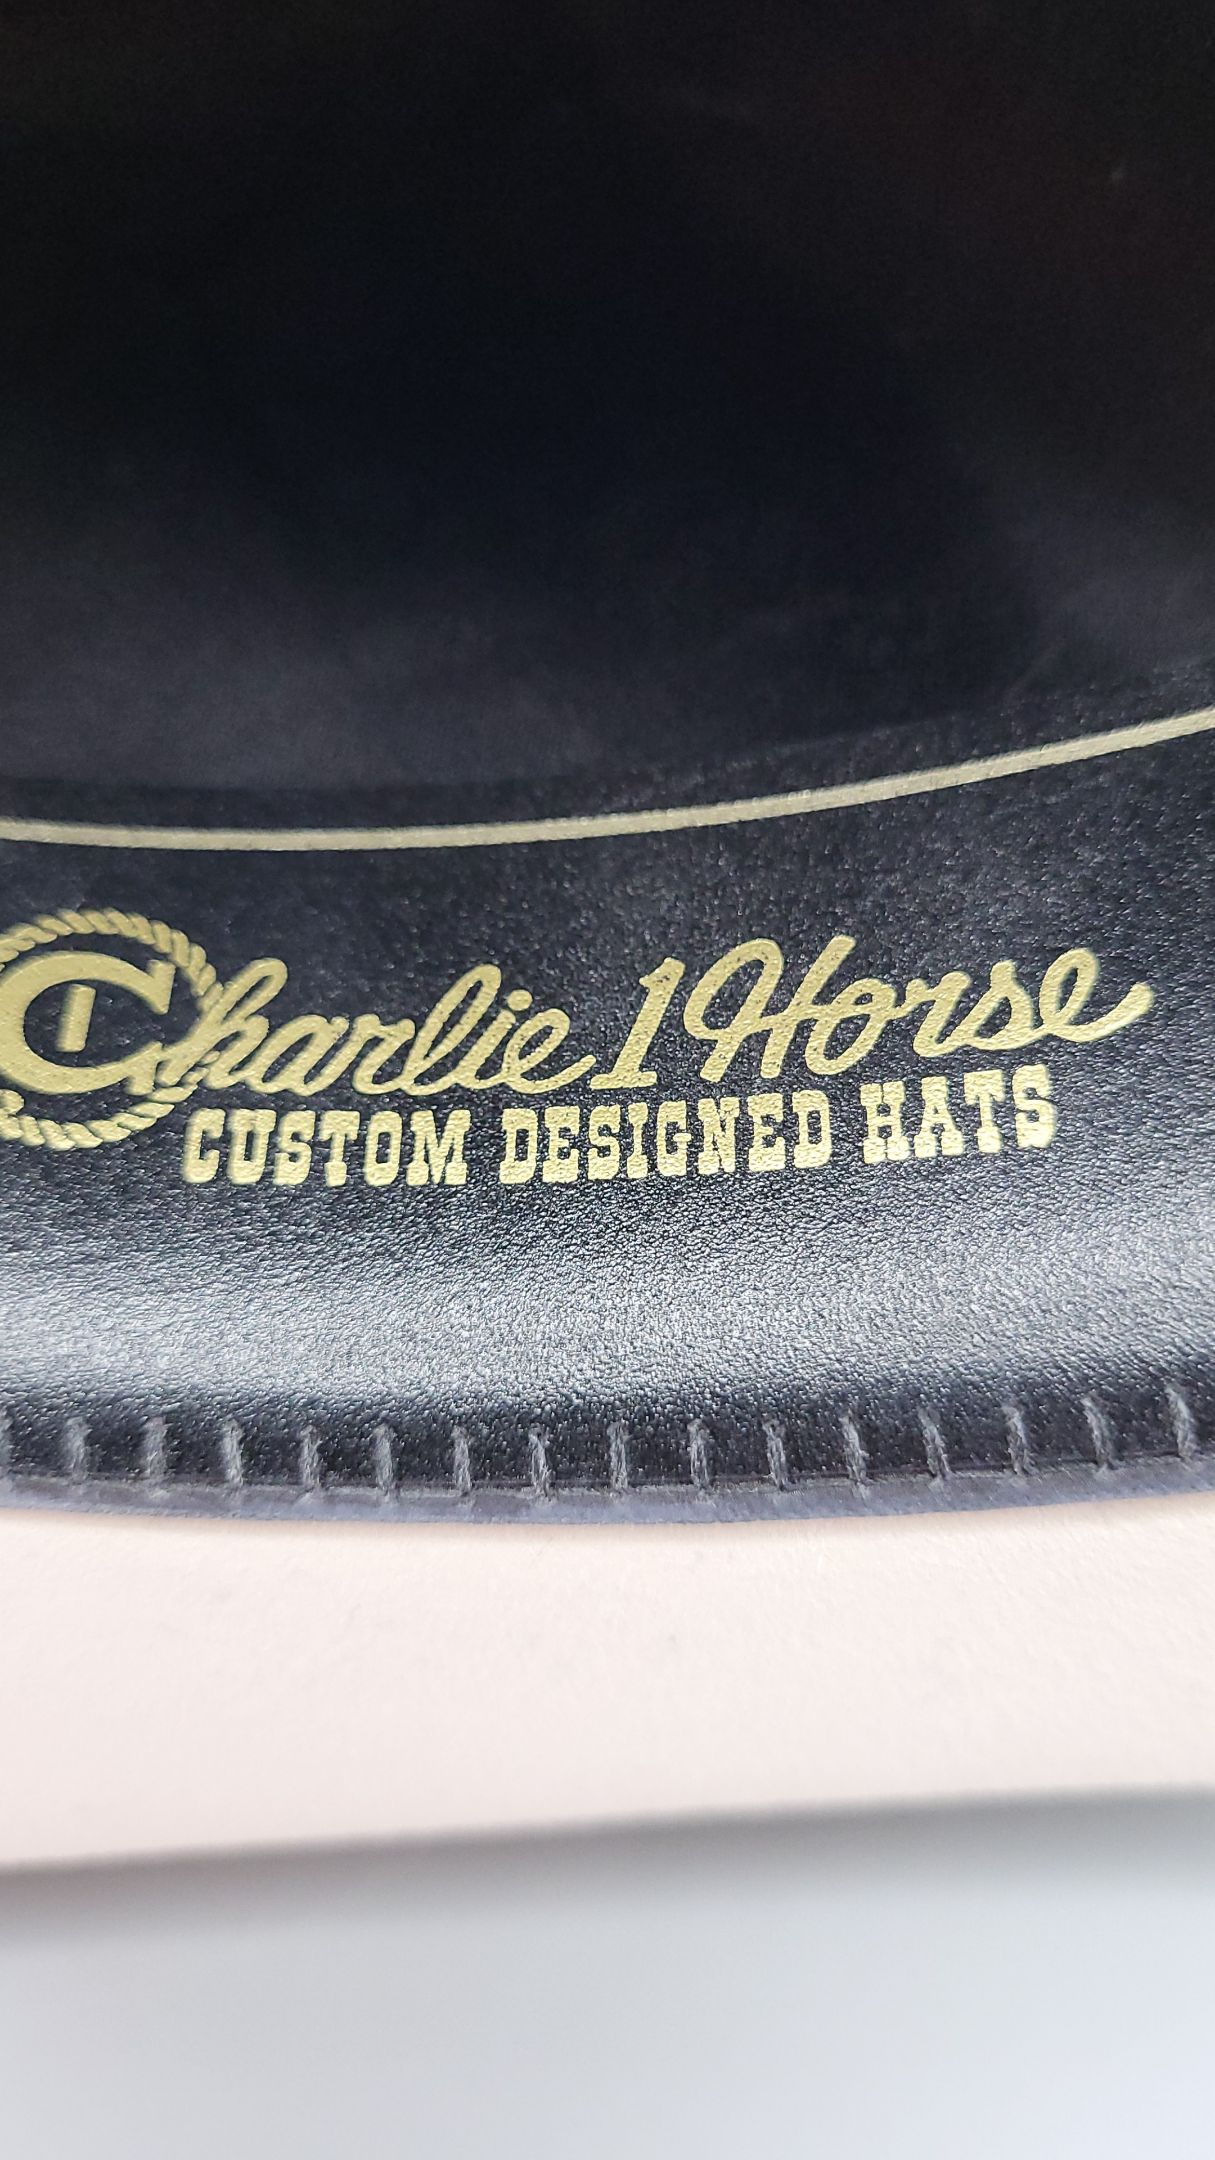 Charlie 1 Horse
CUSTOM DESIGNED HATS